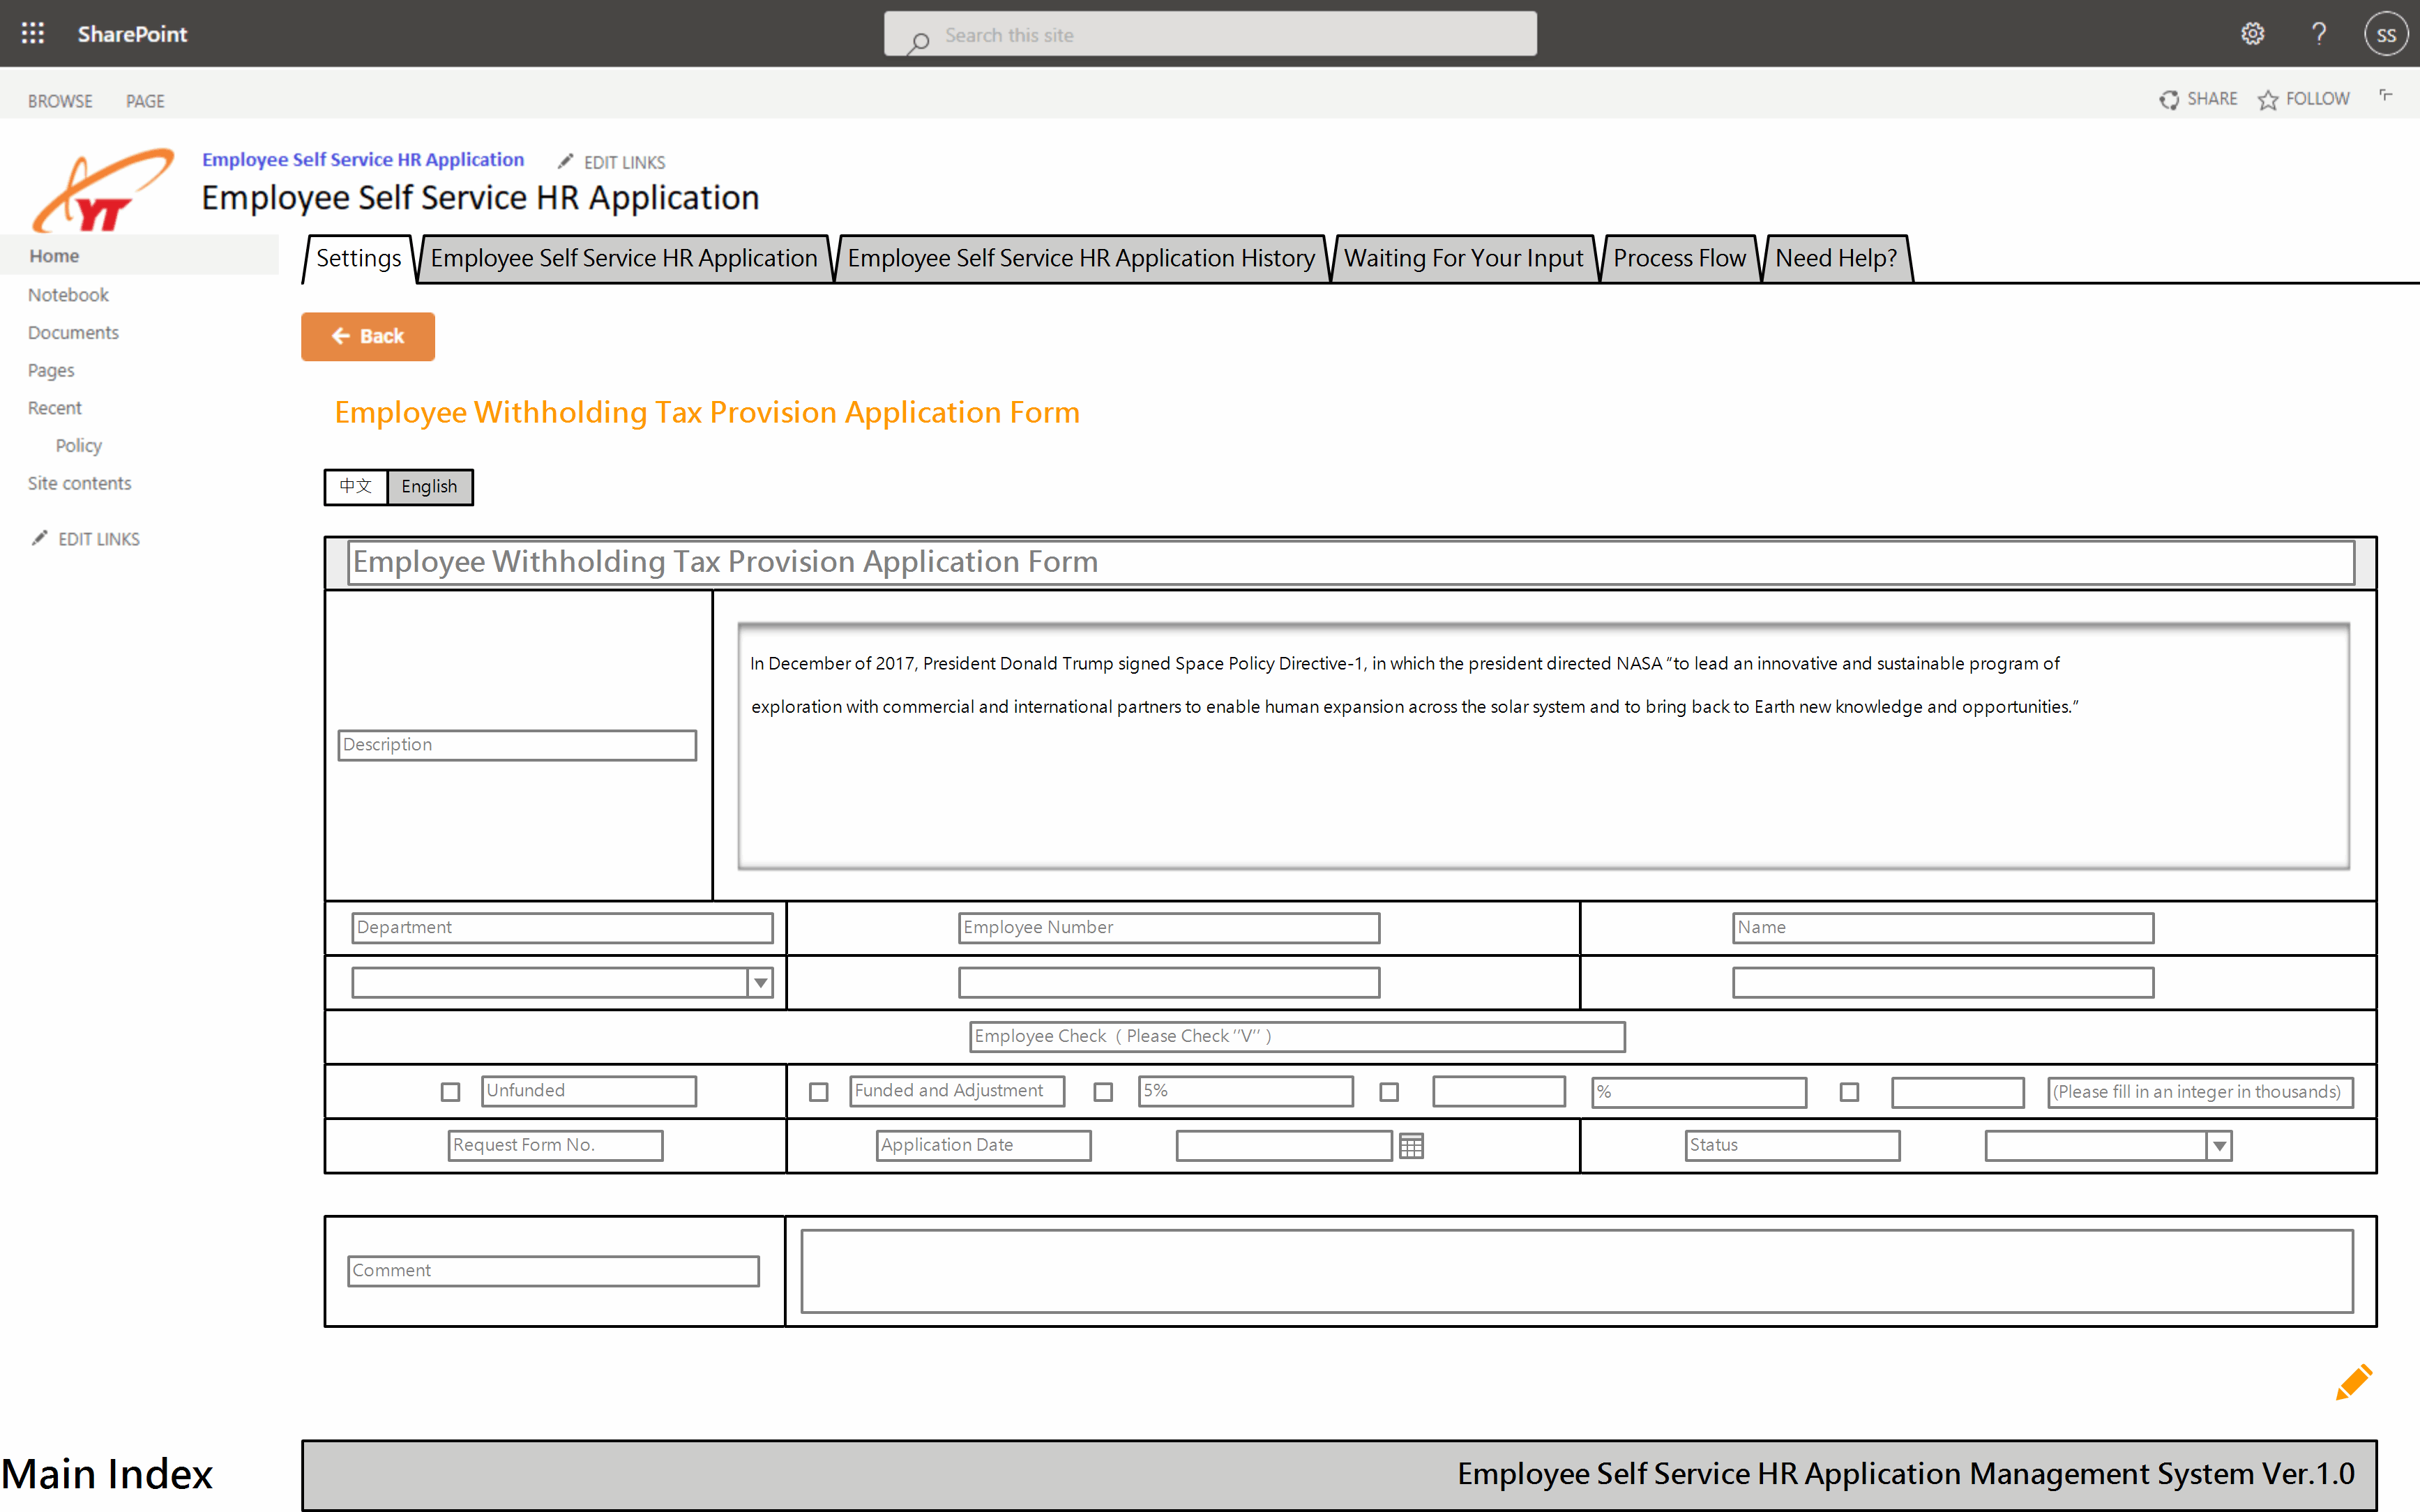 SharePoint
Search this site
SS
BROWSE PAGE
SHARE FOLLOW
YT
Employee Self Service HR Application
EDIT LINKS
Employee Self Service HR Application
Home
Notebook
Documents
Pages
Recent
Policy
Site contents
EDIT LINKS
Settings
Employee Self Service HR Application
Employee Self Service HR Application History
Waiting For Your Input
Process Flow
Need Help?
Back
Employee Withholding Tax Provision Application Form
中文
English
Employee Withholding Tax Provision Application Form
Description
In December of 2017, President Donald Trump signed Space Policy Directive-1, in which the president directed NASA “to lead an innovative and sustainable program of
exploration with commercial and international partners to enable human expansion across the solar system and to bring back to Earth new knowledge and opportunities.”
Department
Employee Number
Name
Employee Check ( Please Check ‘’V’’ )
Unfunded
Funded and Adjustment
5%
%
(Please fill in an integer in thousands)
Request Form No.
Application Date
Status
Comment
Main Index
Employee Self Service HR Application Management System Ver.1.0